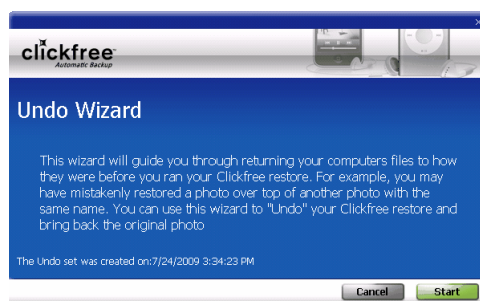 clickfree
Automatic Backup
Undo Wizard
This wizard will guide you through returning your computers files to how
they were before you ran your Clickfree restore. For example, you may
have mistakenly restored a photo over top of another photo with the
same name. You can use this wizard to "Undo" your Clickfree restore and
bring back the original photo
The Undo set was created on:7/24/2009 3:34:23 PM
Cancel Start